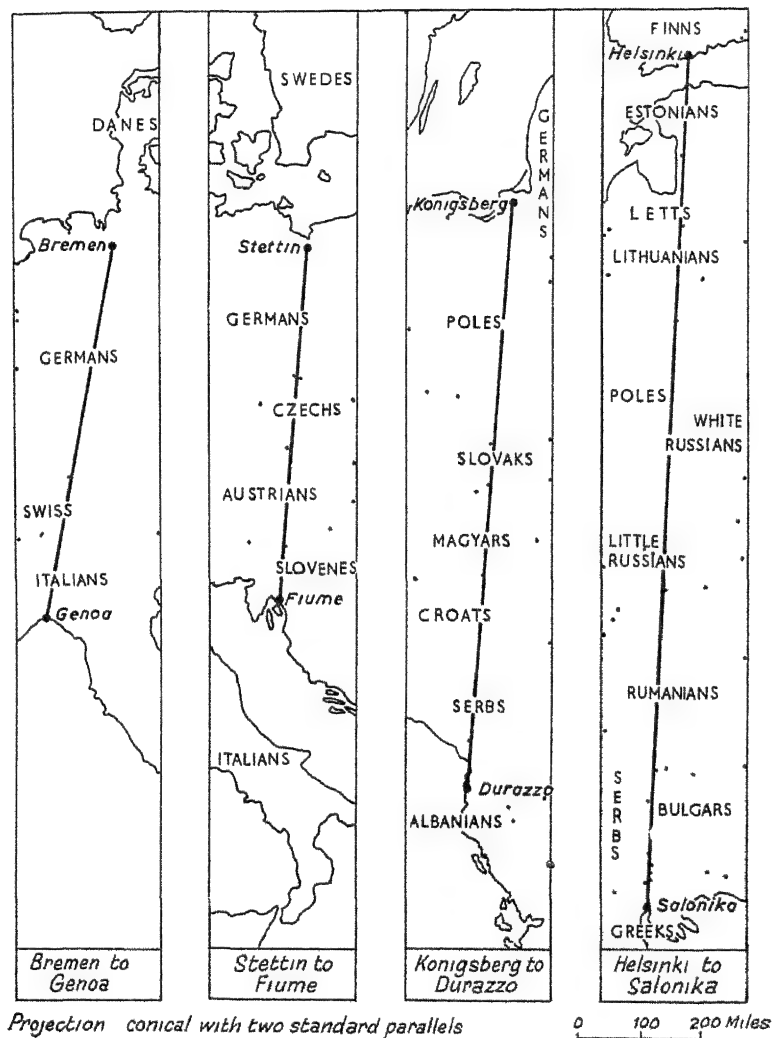 DANES
Bremen
GERMANS
SWISS
ITALIANS
Genoa
Bremen to
Genoa
SWEDES
Stettin
GERMANS
CZECHS
AUSTRIANS
SLOVENES
Fiume
ITALIANS
Stettin to
Fiume
GERMANS
Konigsberg
POLES
SLOVAKS
MAGYARS
CROATS
SERBS
Durazzo
ALBANIANS
Konigsberg to
Durazzo
FINNS
Helsinki
ESTONIANS
LETTS
LITHUANIANS
POLES
WHITE
RUSSIANS
LITTLE
RUSSIANS
RUMANIANS
SERBS
BULGARS
Salonika
GREEKS
Helsinki to
Salonika
Projection conical with two standard parallels
0 100 200 Miles